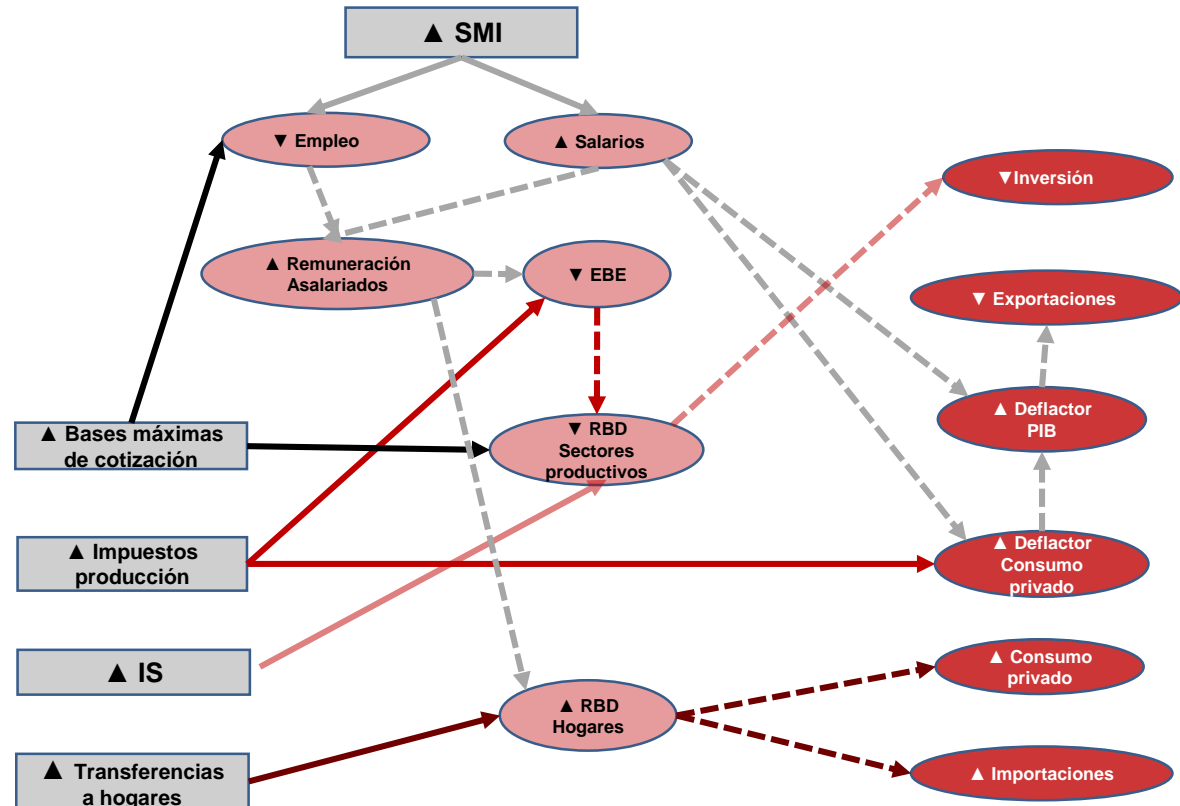 ▲ SMI
▼ Empleo
▲ Salarios
▼Inversión
▲ Remuneración
Asalariados
▼ EBE
▼ Exportaciones
▲ Bases máximas
de cotización
▼ RBD
Sectores
productivos
▲ Deflactor
PIB
▲ Impuestos
producción
▲ Deflactor
Consumo
privado
▲ IS
▲ Consumo
privado
▲ RBD
Hogares
▲ Transferencias
a hogares
▲ Importaciones